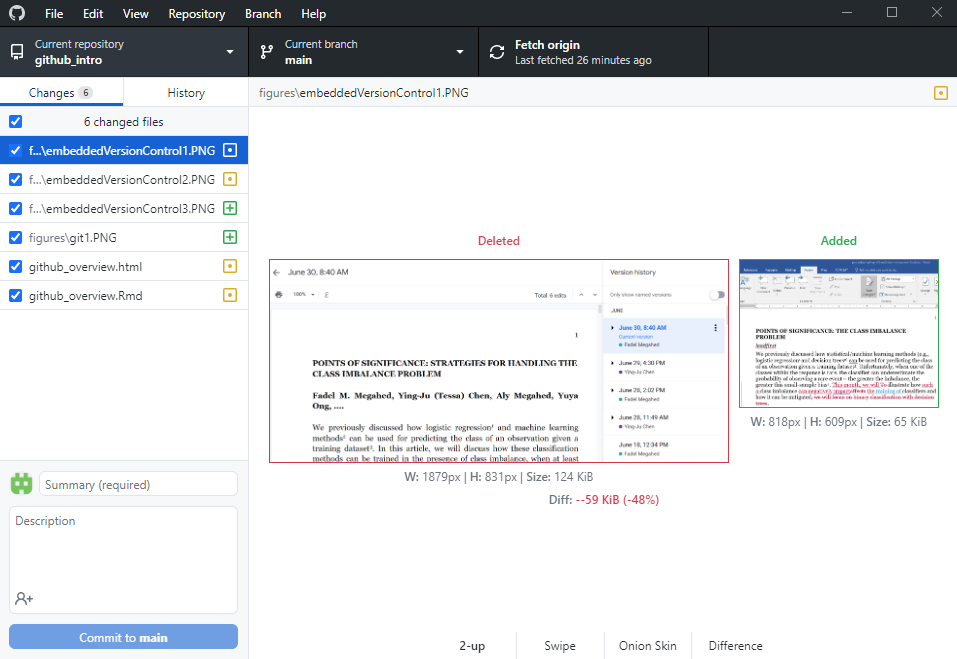 File Edit View Repository Branch Help
Current repository
github_intro
Current branch
main
Fetch origin
Last fetched 26 minutes ago
Changes 6
History
6 changed files
f...\embeddedVersionControl1.PNG
f...\embeddedVersionControl2.PNG
f...\embeddedVersionControl3.PNG
figures\git1.PNG
github_overview.html
github_overview.Rmd
Summary (required)
Description
Commit to main
figures\embeddedVersionControl1.PNG
Deleted
June 30, 8:40 AM
100%
Total: 6 edits
1
POINTS OF SIGNIFICANCE: STRATEGIES FOR HANDLING THE
CLASS IMBALANCE PROBLEM
Fadel M. Megahed, Ying-Ju (Tessa) Chen, Aly Megahed, Yuya
Ong, ....
We previously discussed how logistic regression¹ and machine learning
methods² can be used for predicting the class of an observation given a
training dataset². In this article, we will discuss how these classification
methods can be trained in the presence of class imbalance, when at least
Version history
Only show named versions
JUNE
June 30, 8:40 AM
Current version
Fadel Megahed
June 29, 4:30 PM
Ying-Ju Chen
June 28, 2:02 PM
Fadel Megahed
June 28, 11:49 AM
Ying-Ju Chen
June 18, 12:34 PM
Fadel Megahed
W: 1879px | H: 831px | Size: 124 KiB
Added
POINTS OF SIGNIFICANCE: THE CLASS IMBALANCE
PROBLEM
We previously discussed how statistical/machine learning methods (e.g.,
logistic regression and decision trees) can be used for predicting the class
of an observation given a training dataset. Unfortunately, when one of the
classes within the response is rare, the classifier can underestimate the
probability of observing a rare event – the greater the imbalance, the
greater this small sample bias. This month, we will To illustrate how such
a class imbalance can negatively impact affects the training of classifiers and
how it can be mitigated, we will focus on binary classification with decision
trees.
W: 818px | H: 609px | Size: 65 KiB
Diff: --59 KiB (-48%)
2-up
Swipe
Onion Skin
Difference